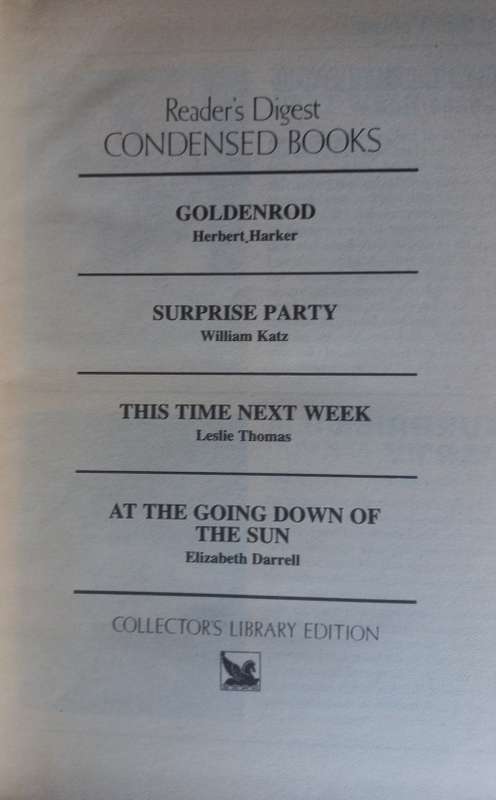 Reader's Digest
CONDENSED BOOKS
GOLDENROD
Herbert Harker
SURPRISE PARTY
William Katz
THIS TIME NEXT WEEK
Leslie Thomas
AT THE GOING DOWN OF
THE SUN
Elizabeth Darrell
COLLECTOR'S LIBRARY EDITION